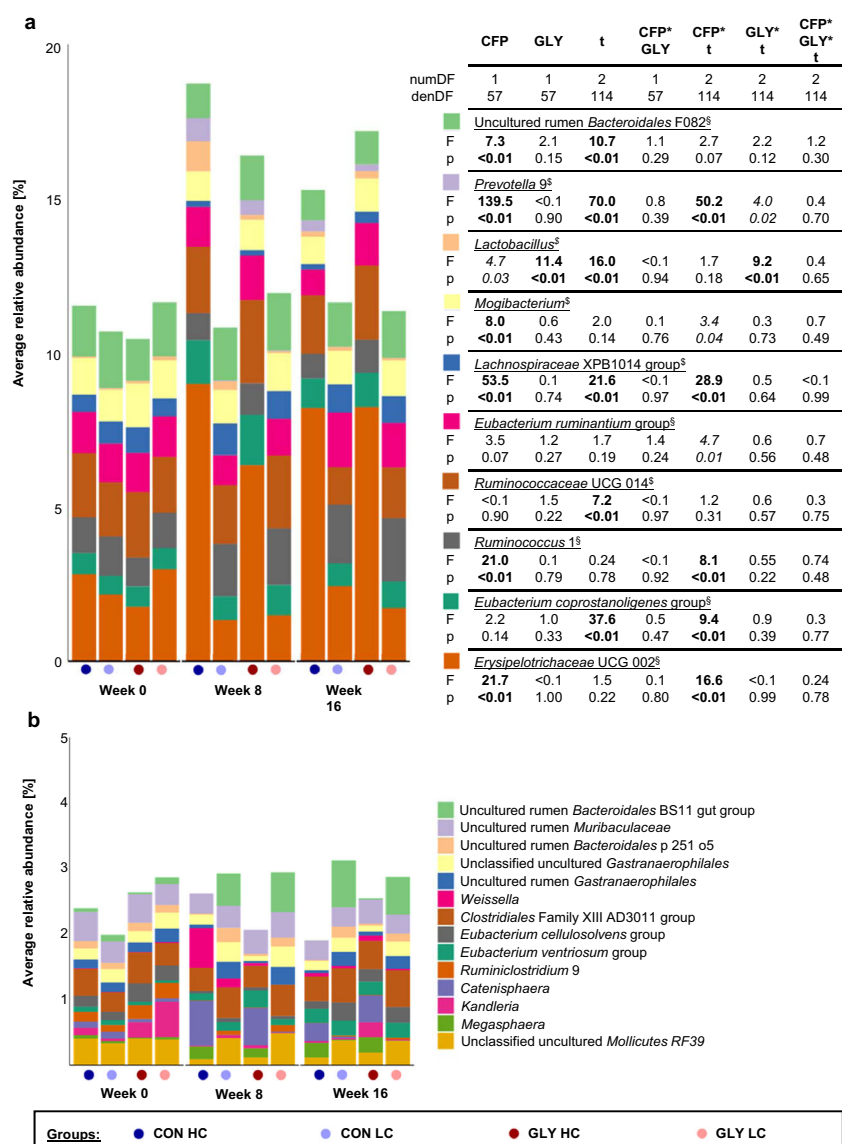 a
Average relative abundance [%]
20
15
10
5
0
Week 0
Week 8
Week
16
CFP GLY t CFP* GLY CFP* t GLY* t CFP* GLY* t
numDF 1 1 2 1 2 2 2
denDF 57 57 114 57 114 114 114
Uncultured rumen Bacteroidales F082§
F 7.3 2.1 10.7 1.1 2.7 2.2 1.2
p <0.01 0.15 <0.01 0.29 0.07 0.12 0.30
Prevotella 9$
F 139.5 <0.1 70.0 0.8 50.2 4.0 0.4
p <0.01 0.90 <0.01 0.39 <0.01 0.02 0.70
Lactobacillus$
F 4.7 11.4 16.0 <0.1 1.7 9.2 0.4
p 0.03 <0.01 <0.01 0.94 0.18 <0.01 0.65
Mogibacterium$
F 8.0 0.6 2.0 0.1 3.4 0.3 0.7
p <0.01 0.43 0.14 0.76 0.04 0.73 0.49
Lachnospiraceae XPB1014 group$
F 53.5 0.1 21.6 <0.1 28.9 0.5 <0.1
p <0.01 0.74 <0.01 0.97 <0.01 0.64 0.99
Eubacterium ruminantium group§
F 3.5 1.2 1.7 1.4 4.7 0.6 0.7
p 0.07 0.27 0.19 0.24 0.01 0.56 0.48
Ruminococcaceae UCG 014$
F <0.1 1.5 7.2 <0.1 1.2 0.6 0.3
p 0.90 0.22 <0.01 0.97 0.31 0.57 0.75
Ruminococcus 1§
F 21.0 0.1 0.24 <0.1 8.1 0.55 0.74
p <0.01 0.79 0.78 0.92 <0.01 0.22 0.48
Eubacterium coprostanoligenes group§
F 2.2 1.0 37.6 0.5 9.4 0.9 0.3
p 0.14 0.33 <0.01 0.47 <0.01 0.39 0.77
Erysipelotrichaceae UCG 002§
F 21.7 <0.1 1.5 0.1 16.6 <0.1 0.24
p <0.01 1.00 0.22 0.80 <0.01 0.99 0.78
b
Average relative abundance [%]
5
4
3
2
1
Week 0
Week 8
Week 16
Uncultured rumen Bacteroidales BS11 gut group
Uncultured rumen Muribaculaceae
Uncultured rumen Bacteroidales p 251 o5
Unclassified uncultured Gastranaerophilales
Uncultured rumen Gastranaerophilales
Weissella
Clostridiales Family XIII AD3011 group
Eubacterium cellulosolvens group
Eubacterium ventriosum group
Ruminiclostridium 9
Catenisphaera
Kandleria
Megasphaera
Unclassified uncultured Mollicutes RF39
Groups: CON HC CON LC GLY HC GLY LC